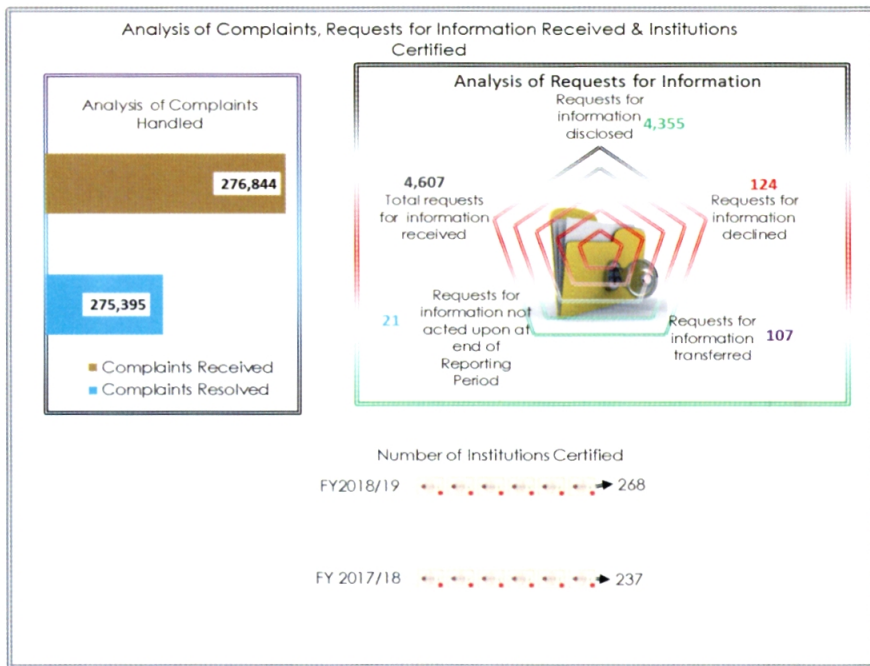 Analysis of Complaints, Requests for Information Received & Institutions
Certified
Analysis of Complaints
Handled
276,844
275,395
Complaints Received
Complaints Resolved
Analysis of Requests for Information
Requests for
information
disclosed
4,355
4,607
Total requests
for information
received
124
Requests for
information
declined
21
Requests for
information not
acted upon at
end of
Reporting
Period
Requests for
information
transferred
107
Number of Institutions Certified
FY2018/19
268
FY 2017/18
237